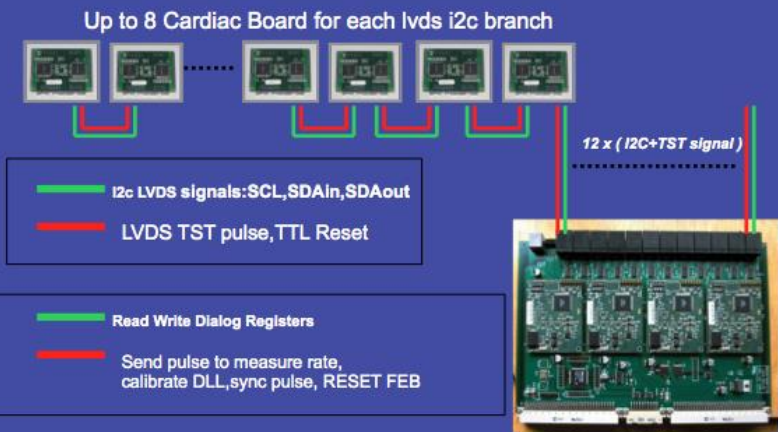 Up to 8 Cardiac Board for each lvds i2c branch
12 x ( I2C+TST signal )
I2c LVDS signals:SCL,SDAin,SDAout
LVDS TST pulse,TTL Reset
Read Write Dialog Registers
Send pulse to measure rate,
calibrate DLL,sync pulse, RESET FEB